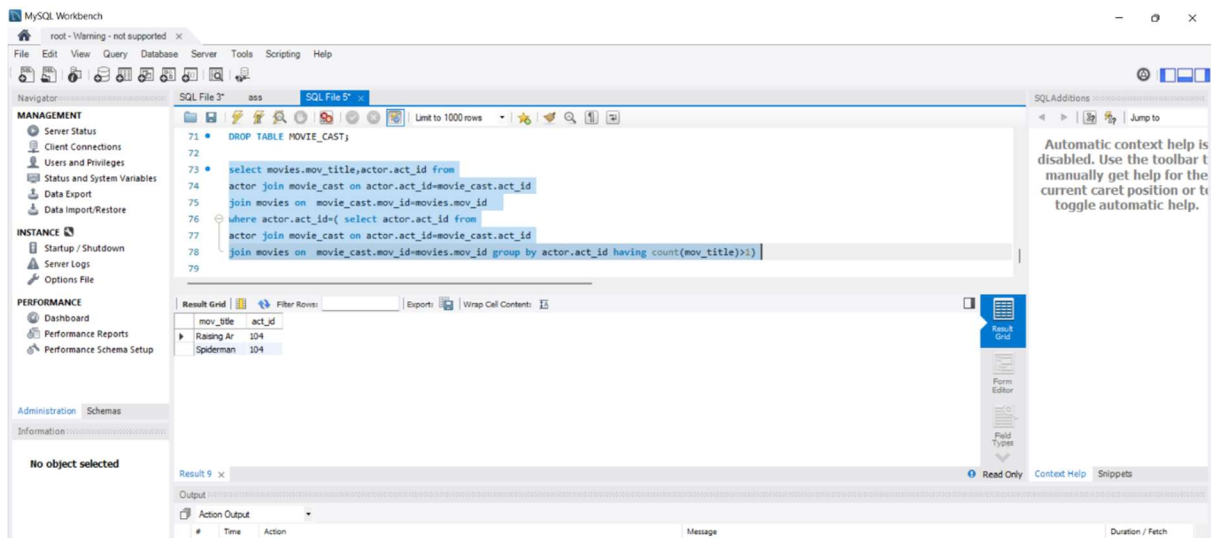 MySQL Workbench
root - Warning - not supported
File Edit View Query Database Server Tools Scripting Help
Navigator
MANAGEMENT
Server Status
Client Connections
Users and Privileges
Status and System Variables
Data Export
Data Import/Restore
INSTANCE
Startup / Shutdown
Server Logs
Options File
PERFORMANCE
Dashboard
Performance Reports
Performance Schema Setup
Administration Schemas
Information
No object selected
SQL File 3* ass SQL File 5*
Limit to 1000 rows
71 DROP TABLE MOVIE_CAST;
72
73 select movies.mov_title,actor.act_id from
74 actor join movie_cast on actor.act_id=movie_cast.act_id
75 join movies on movie_cast.mov_id=movies.mov_id
76 where actor.act_id=( select actor.act_id from
77 actor join movie_cast on actor.act_id=movie_cast.act_id
78 join movies on movie_cast.mov_id=movies.mov_id group by actor.act_id having count(mov_title)>1)
79
Result Grid Filter Rows: Export: Wrap Cell Content:
mov_title act_id
Raising Ar 104
Spiderman 104
Result
Grid
Form
Editor
Field
Types
Result 9 Read Only
Output
Action Output
# Time Action Message Duration / Fetch
SQLAdditions
Jump to
Automatic context help is
disabled. Use the toolbar t
manually get help for the
current caret position or to
toggle automatic help.
Context Help Snippets